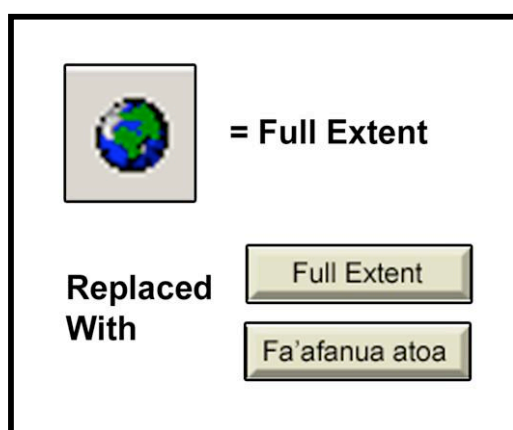 = Full Extent
Replaced
With
Full Extent
Fa'afanua atoa